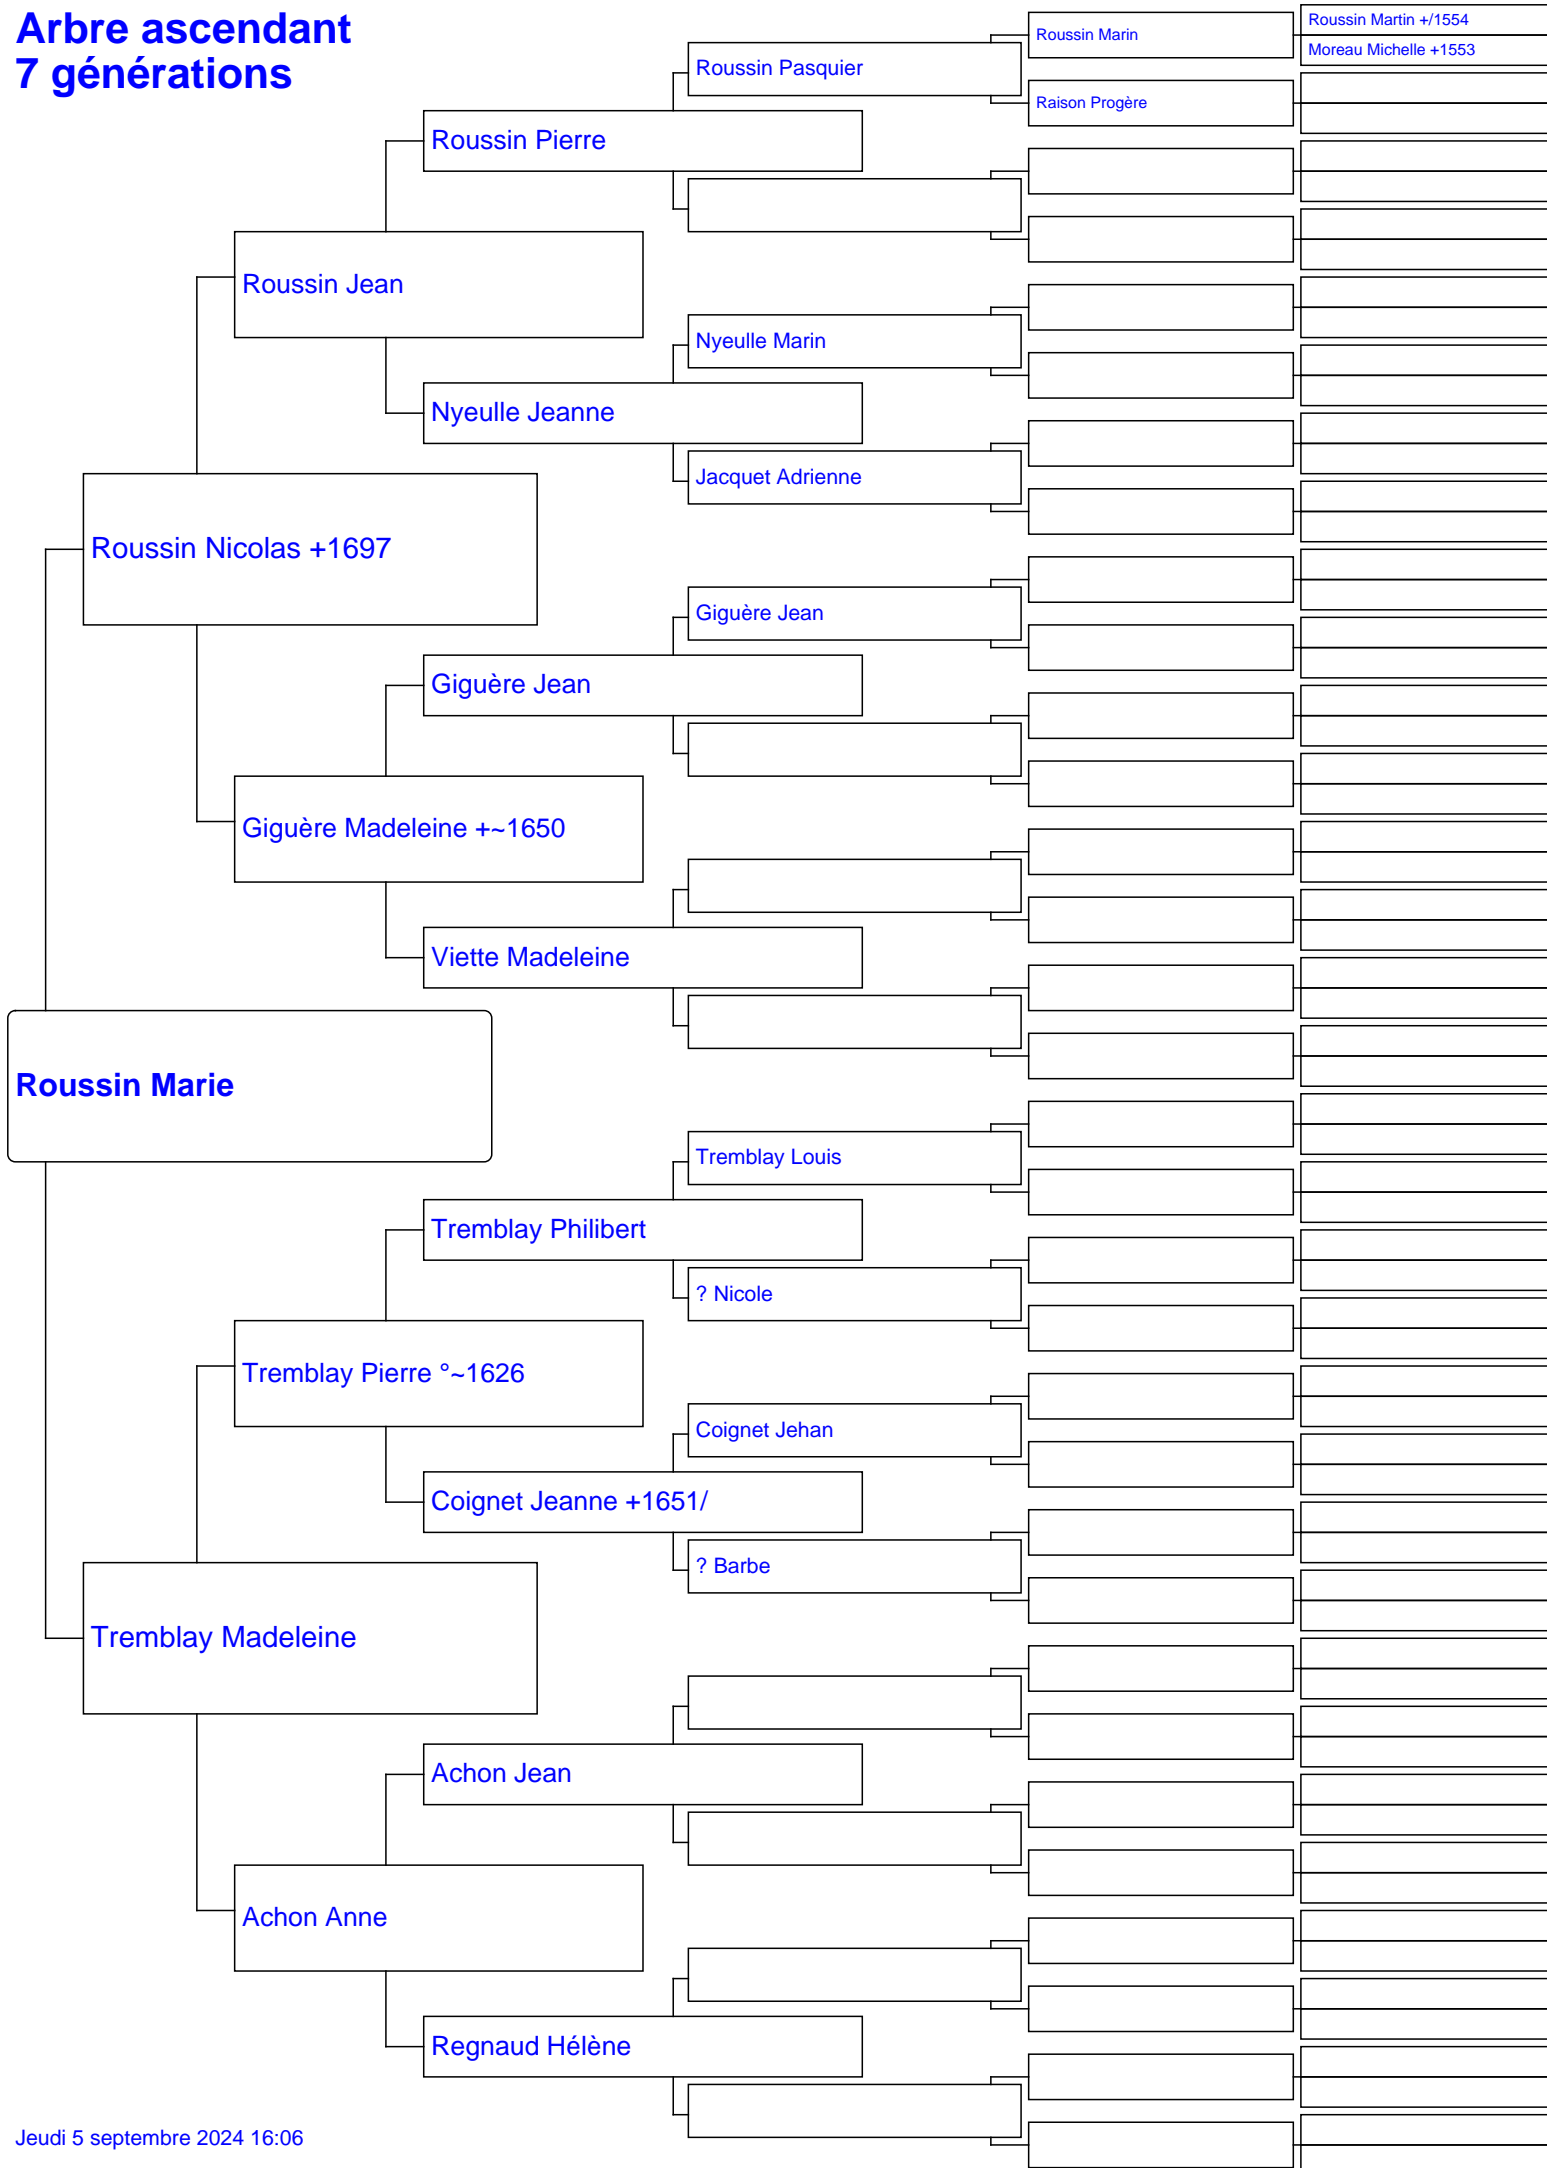 Arbre ascendant
7 générations
Roussin Martin +/1554
Roussin Marin
Moreau Michelle +1553
Roussin Pasquier
Raison Progère
Roussin Pierre
Roussin Jean
Nyeulle Marin
Nyeulle Jeanne
Jacquet Adrienne
Roussin Nicolas +1697
Giguère Jean
Giguère Jean
Giguère Madeleine +~1650
Viette Madeleine
Roussin Marie
Tremblay Louis
Tremblay Philibert
? Nicole
Tremblay Pierre °~1626
Coignet Jehan
Coignet Jeanne +1651/
? Barbe
Tremblay Madeleine
Achon Jean
Achon Anne
Regnaud Hélène
Jeudi 5 septembre 2024 16:06